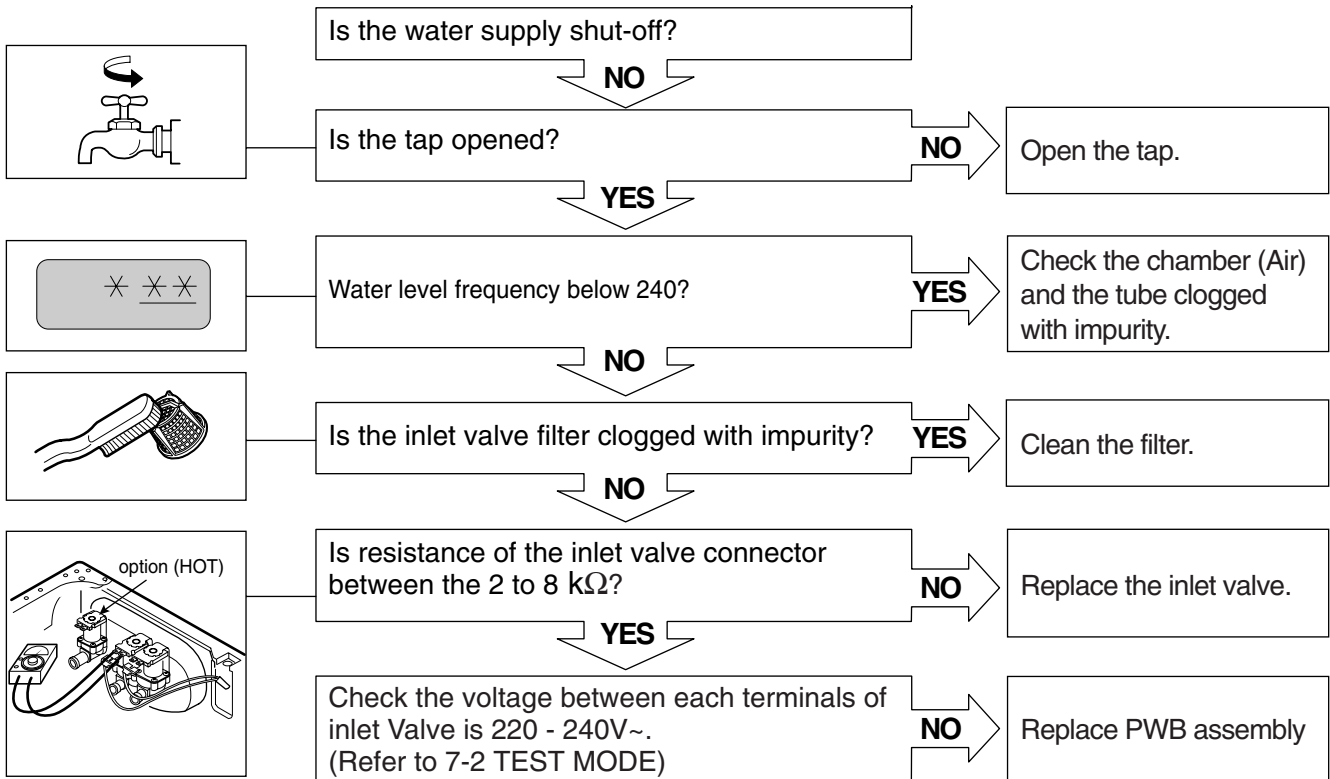 Is the water supply shut-off?
NO
Is the tap opened?
NO
Open the tap.
YES
Water level frequency below 240?
YES
Check the chamber (Air)
and the tube clogged
with impurity.
NO
Is the inlet valve filter clogged with impurity?
YES
Clean the filter.
NO
option (HOT)
Is resistance of the inlet valve connector
between the 2 to 8 kΩ?
NO
Replace the inlet valve.
YES
Check the voltage between each terminals of
inlet Valve is 220 - 240V~.
(Refer to 7-2 TEST MODE)
NO
Replace PWB assembly